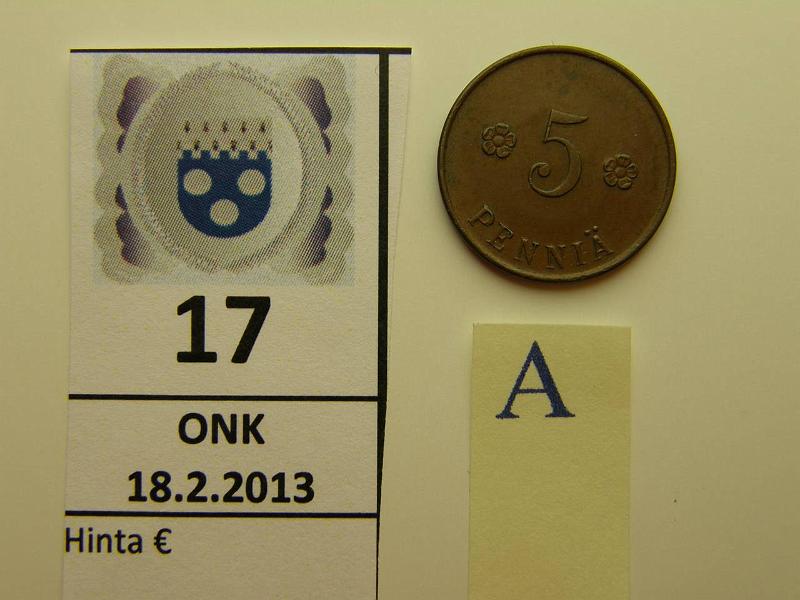 17
ONK
18.2.2013
Hinta €
5
PENNIÄ
A